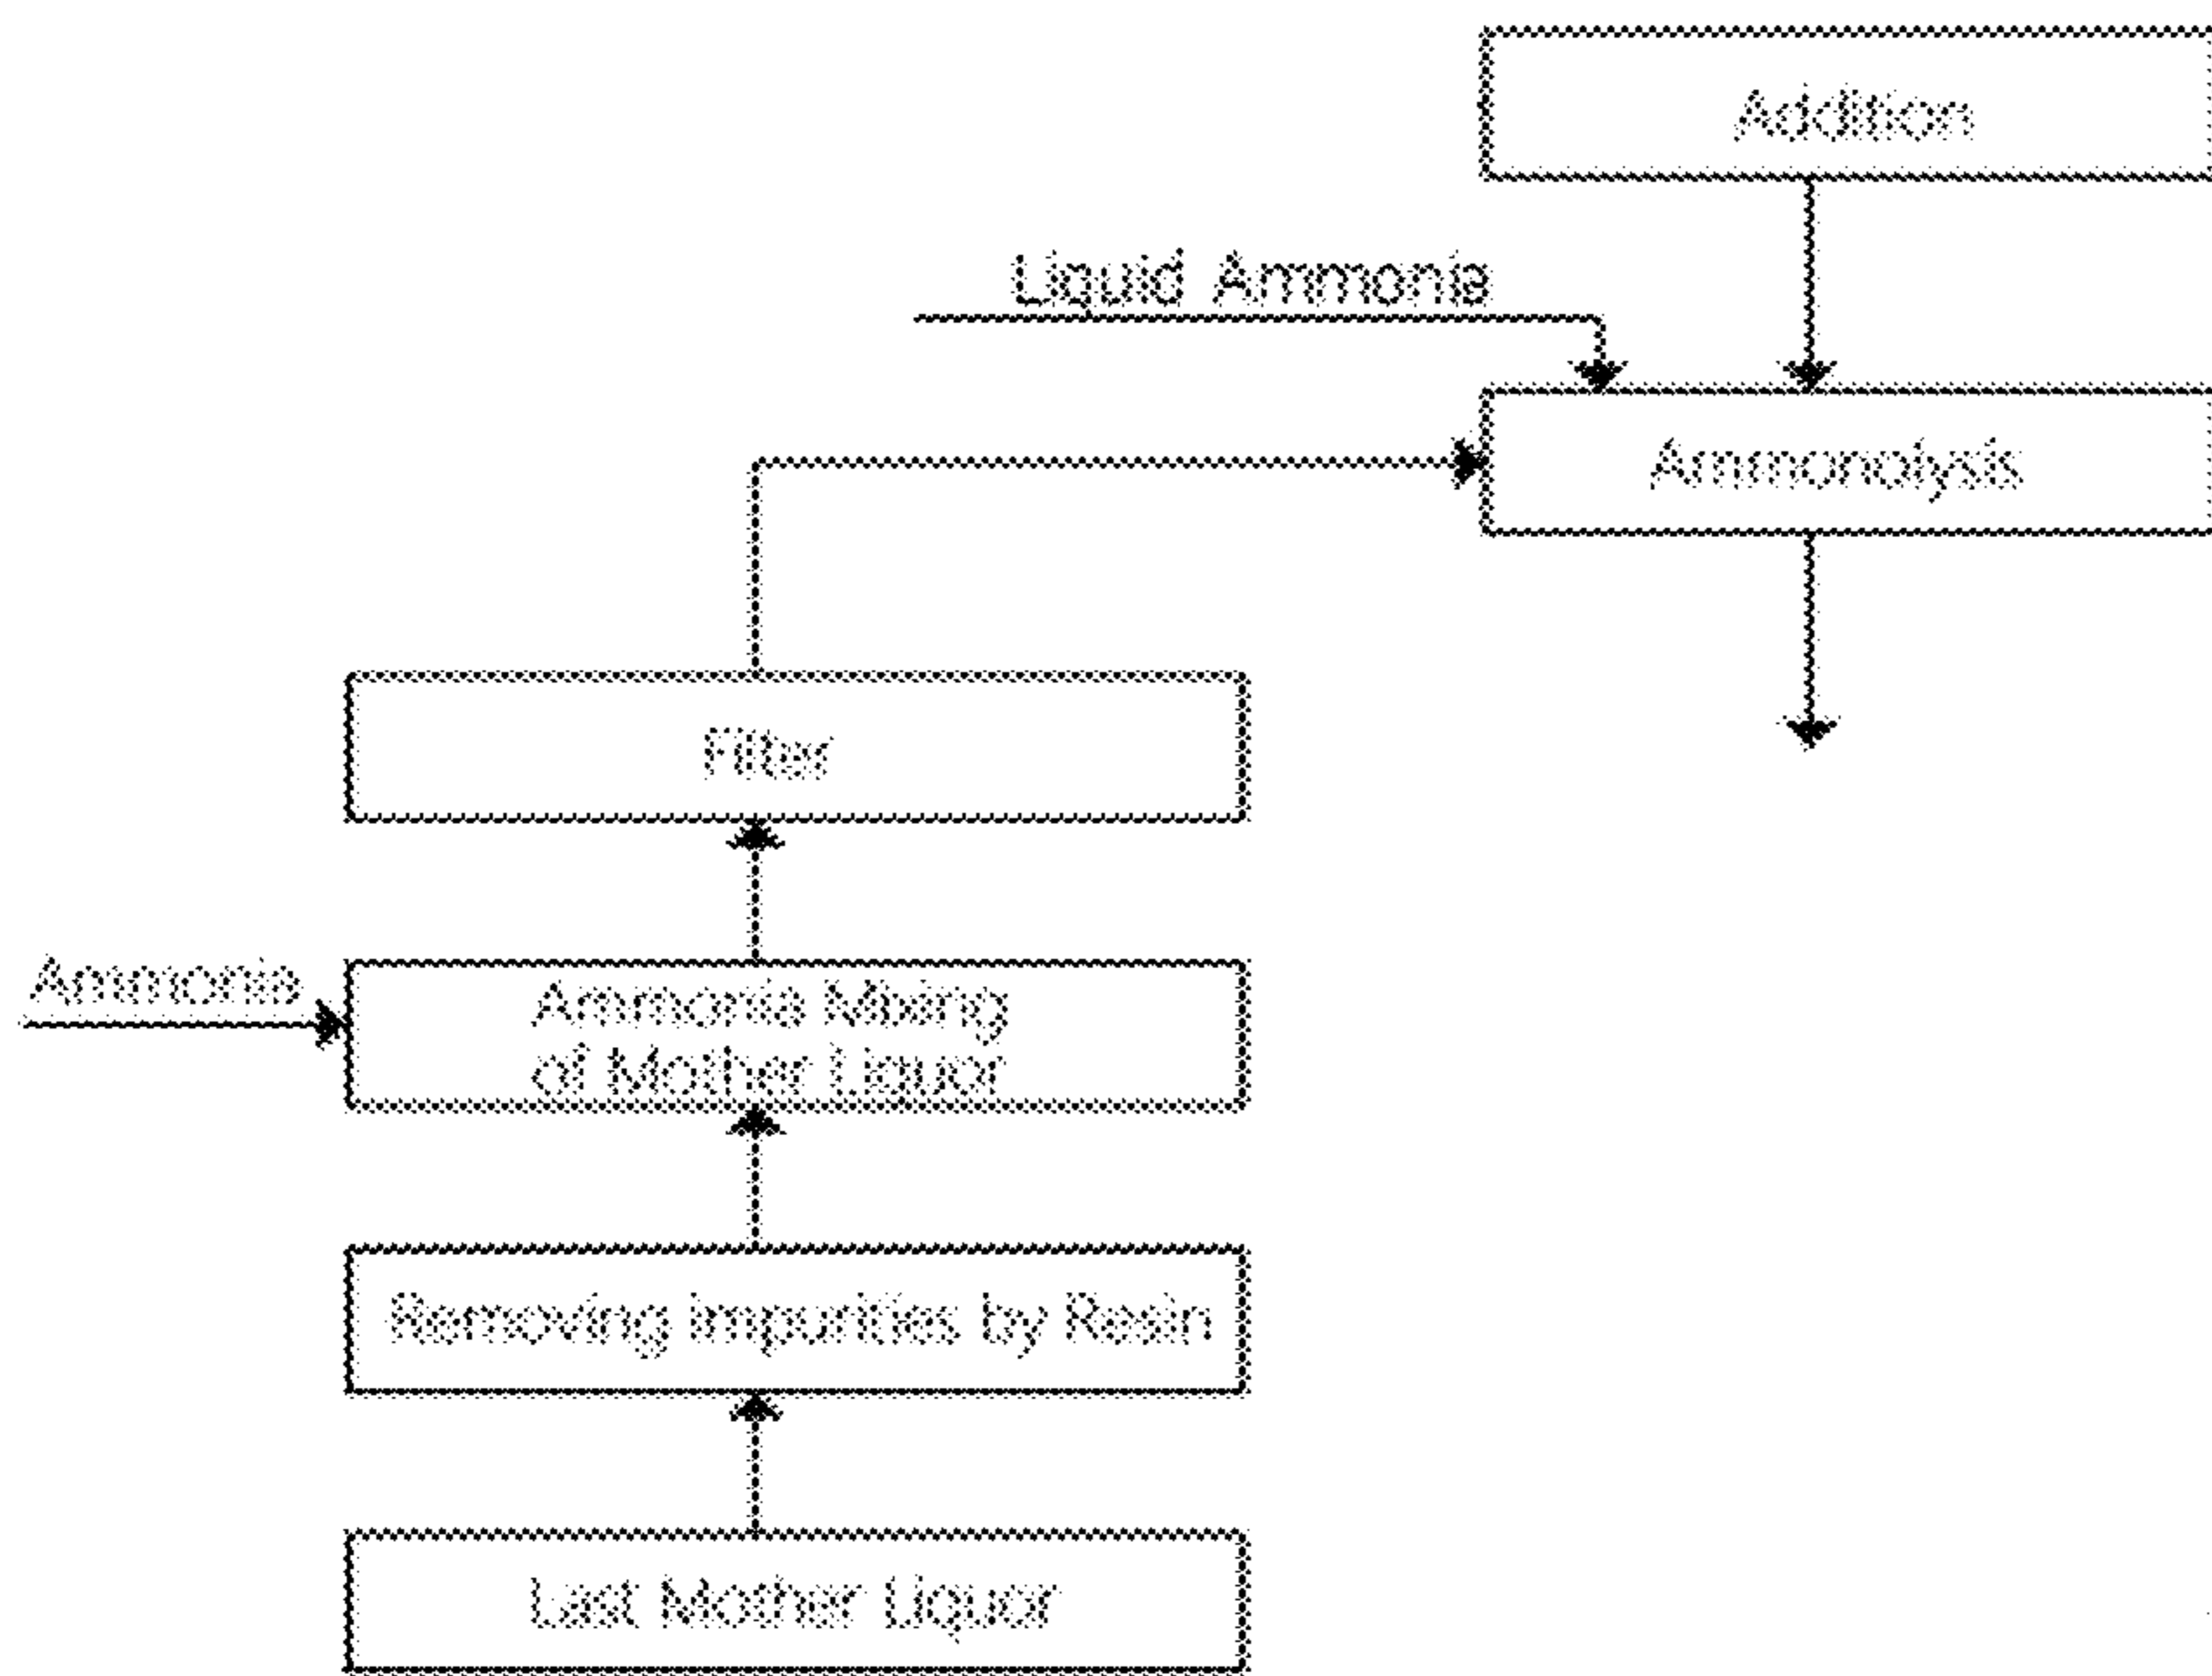 Addition
Liquid Ammonia
Ammonolysis
Filter
Ammonia
Ammonia Mixing
of Mother Liquor
Removing Impurities by Resin
Last Mother Liquor